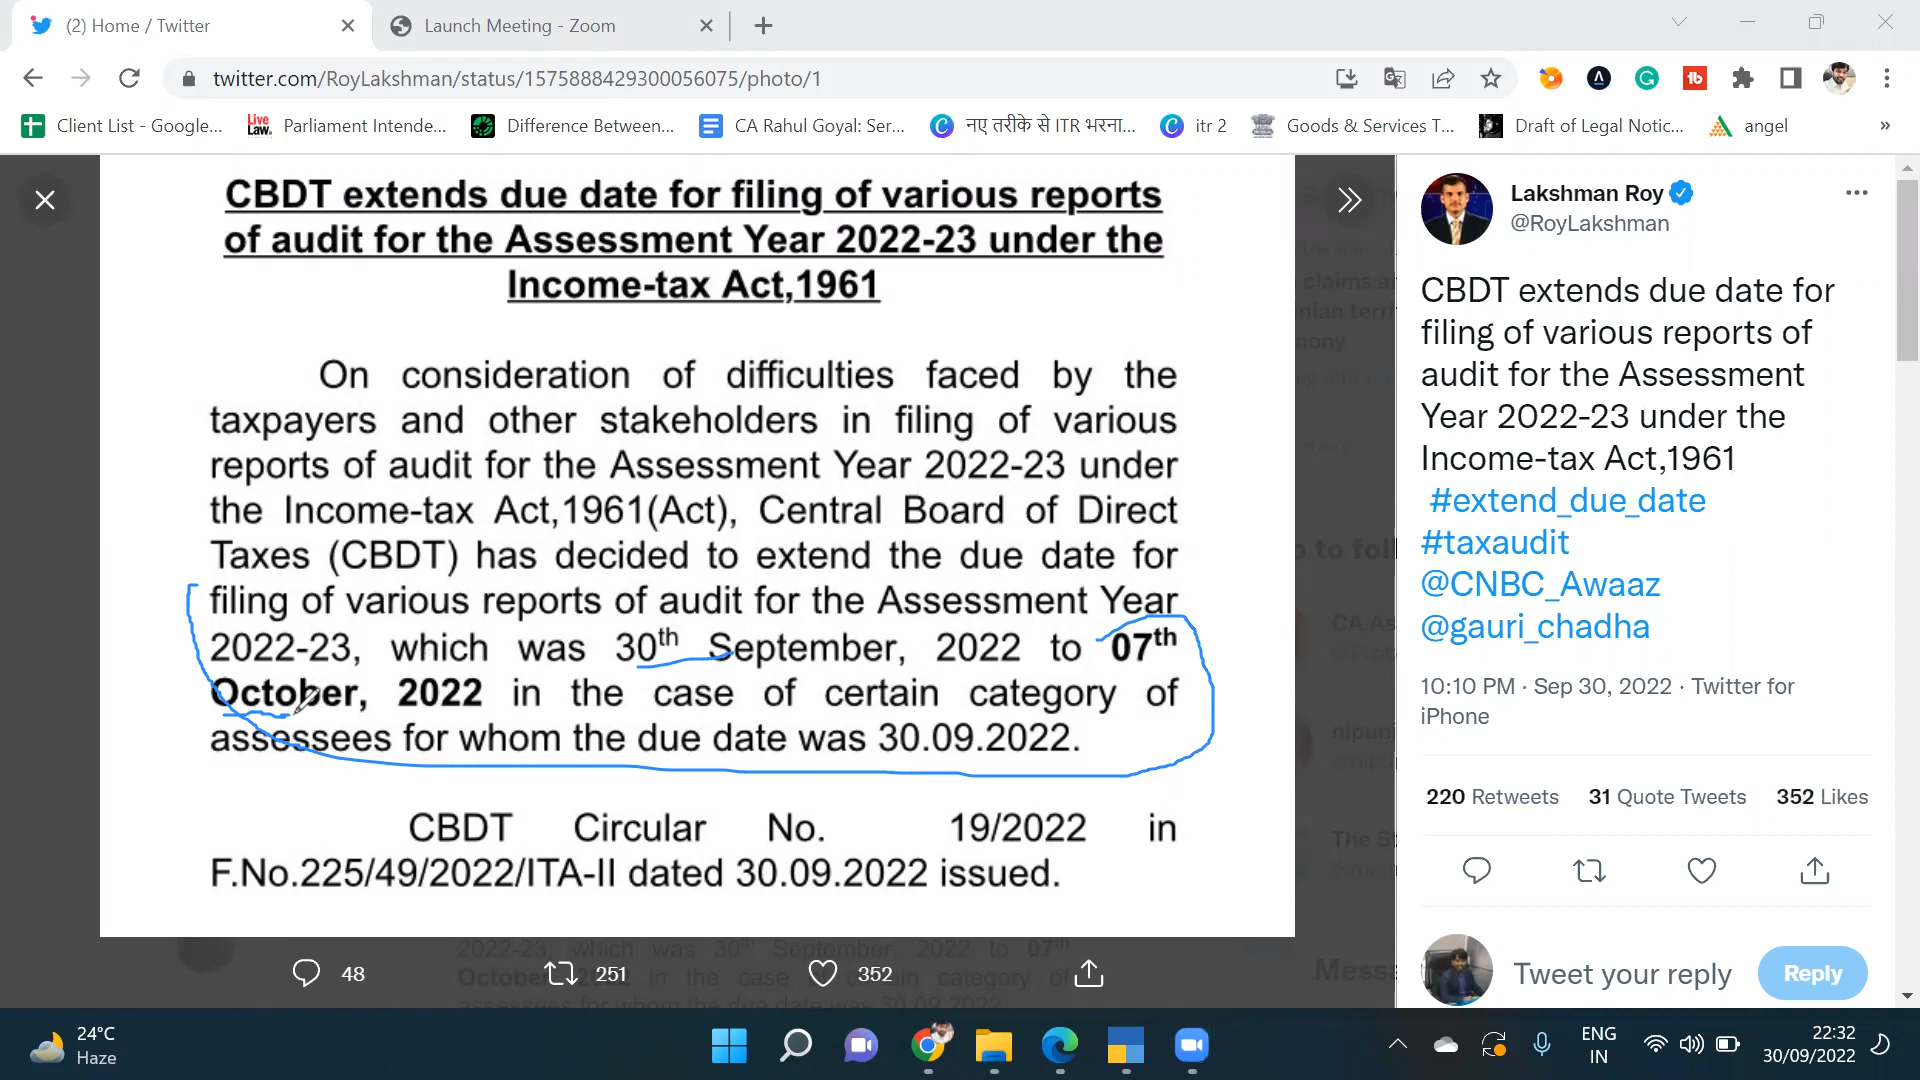 (2) Home / Twitter
Launch Meeting - Zoom
twitter.com/RoyLakshman/status/1575888429300056075/photo/1
Client List - Google...
Live Law.
Parliament Intende...
Difference Between...
CA Rahul Goyal: Ser...
नए तरीके से ITR भरना...
itr 2
Goods & Services T...
Draft of Legal Notic...
angel
CBDT extends due date for filing of various reports
of audit for the Assessment Year 2022-23 under the
Income-tax Act,1961
On consideration of difficulties faced by the
taxpayers and other stakeholders in filing of various
reports of audit for the Assessment Year 2022-23 under
the Income-tax Act,1961(Act), Central Board of Direct
Taxes (CBDT) has decided to extend the due date for
filing of various reports of audit for the Assessment Year
2022-23, which was 30th September, 2022 to 07th
October, 2022 in the case of certain category of
assessees for whom the due date was 30.09.2022.
CBDT Circular No. 19/2022 in
F.No.225/49/2022/ITA-II dated 30.09.2022 issued.
48
251
352
Lakshman Roy
@RoyLakshman
CBDT extends due date for
filing of various reports of
audit for the Assessment
Year 2022-23 under the
Income-tax Act,1961
#extend_due_date
#taxaudit
@CNBC_Awaaz
@gauri_chadha
10:10 PM · Sep 30, 2022 · Twitter for
iPhone
220 Retweets 31 Quote Tweets 352 Likes
Tweet your reply
Reply
24°C
Haze
ENG
IN
22:32
30/09/2022